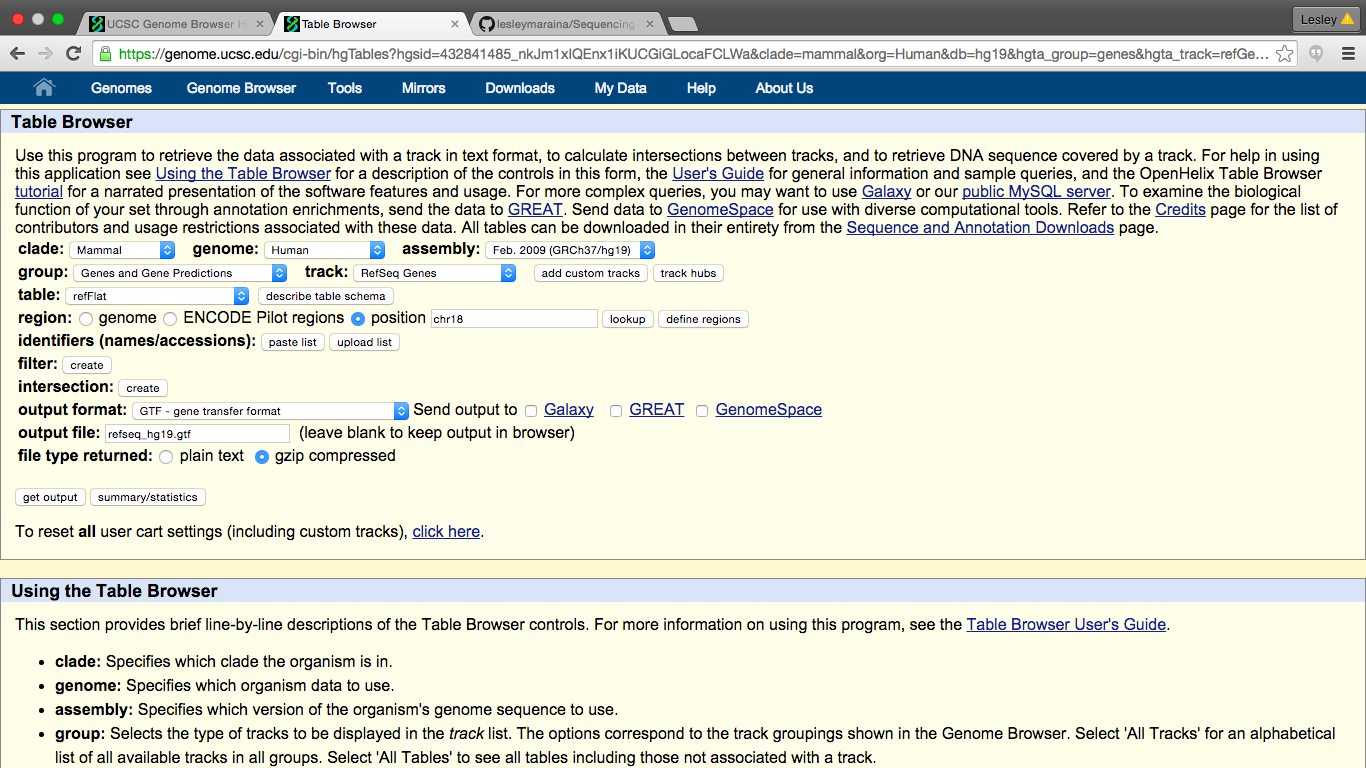 UCSC Genome Browser H
Table Browser
lesleymaraina/Sequencing
Lesley
https://genome.ucsc.edu/cgi-bin/hgTables?hgsid=432841485_nkJm1xIQEnx1iKUCGiGLocaFCLWa&clade=mammal&org=Human&db=hg19&hgta_group=genes&hgta_track=refGe...
Genomes Genome Browser Tools Mirrors Downloads My Data Help About Us
Table Browser
Use this program to retrieve the data associated with a track in text format, to calculate intersections between tracks, and to retrieve DNA sequence covered by a track. For help in using
this application see Using the Table Browser for a description of the controls in this form, the User's Guide for general information and sample queries, and the OpenHelix Table Browser
tutorial for a narrated presentation of the software features and usage. For more complex queries, you may want to use Galaxy or our public MySQL server. To examine the biological
function of your set through annotation enrichments, send the data to GREAT. Send data to GenomeSpace for use with diverse computational tools. Refer to the Credits page for the list of
contributors and usage restrictions associated with these data. All tables can be downloaded in their entirety from the Sequence and Annotation Downloads page.
clade: Mammal genome: Human assembly: Feb. 2009 (GRCh37/hg19)
group: Genes and Gene Predictions track: RefSeq Genes add custom tracks track hubs
table: refFlat describe table schema
region: genome ENCODE Pilot regions position chr18 lookup define regions
identifiers (names/accessions): paste list upload list
filter: create
intersection: create
output format: GTF - gene transfer format Send output to Galaxy GREAT GenomeSpace
output file: refseq_hg19.gtf (leave blank to keep output in browser)
file type returned: plain text gzip compressed
get output summary/statistics
To reset all user cart settings (including custom tracks), click here.
Using the Table Browser
This section provides brief line-by-line descriptions of the Table Browser controls. For more information on using this program, see the Table Browser User's Guide.
• clade: Specifies which clade the organism is in.
• genome: Specifies which organism data to use.
• assembly: Specifies which version of the organism's genome sequence to use.
• group: Selects the type of tracks to be displayed in the track list. The options correspond to the track groupings shown in the Genome Browser. Select 'All Tracks' for an alphabetical
list of all available tracks in all groups. Select 'All Tables' to see all tables including those not associated with a track.